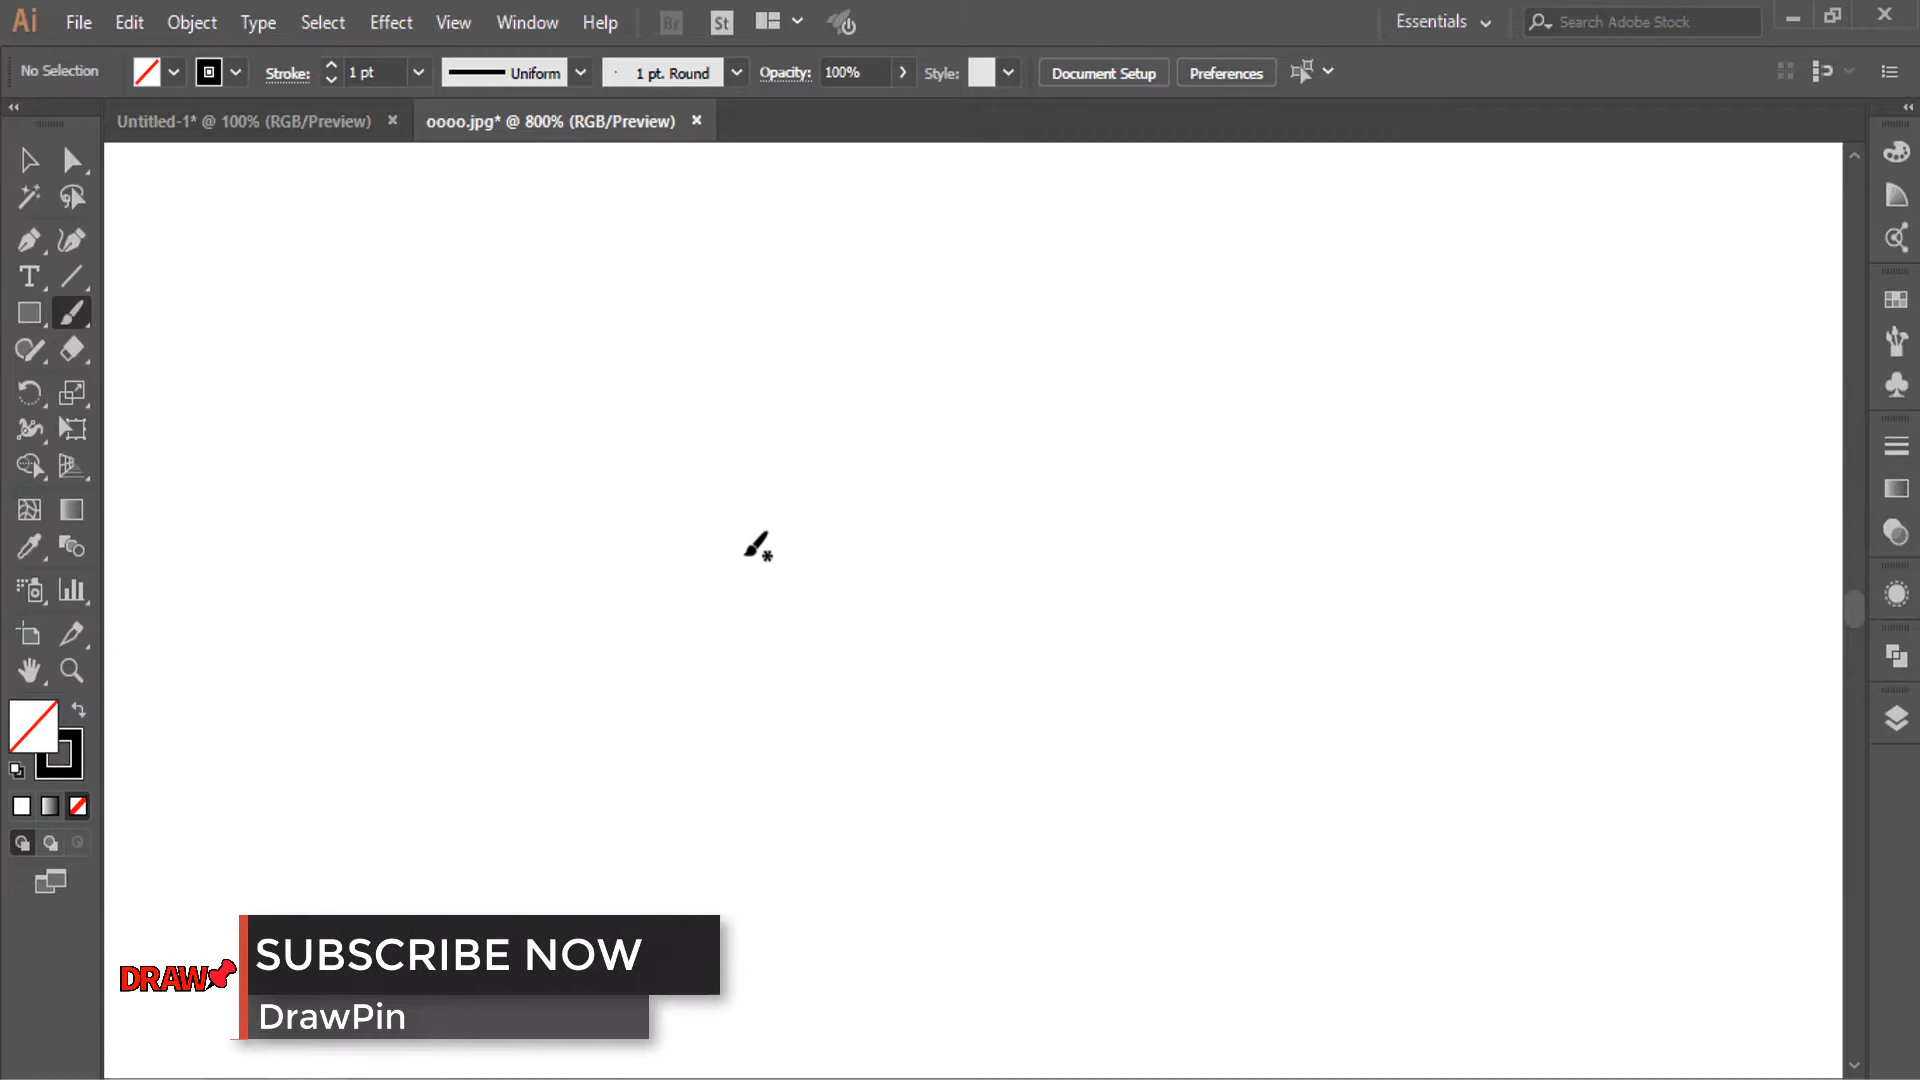 Ai File Edit Object Type Select Effect View Window Help Br St Essentials Search Adobe Stock
No Selection Stroke: 1 pt Uniform 1 pt. Round Opacity: 100% Style: Document Setup Preferences
Untitled-1* @ 100% (RGB/Preview) oooo.jpg* @ 800% (RGB/Preview)
T
SUBSCRIBE NOW
DRAW
DrawPin